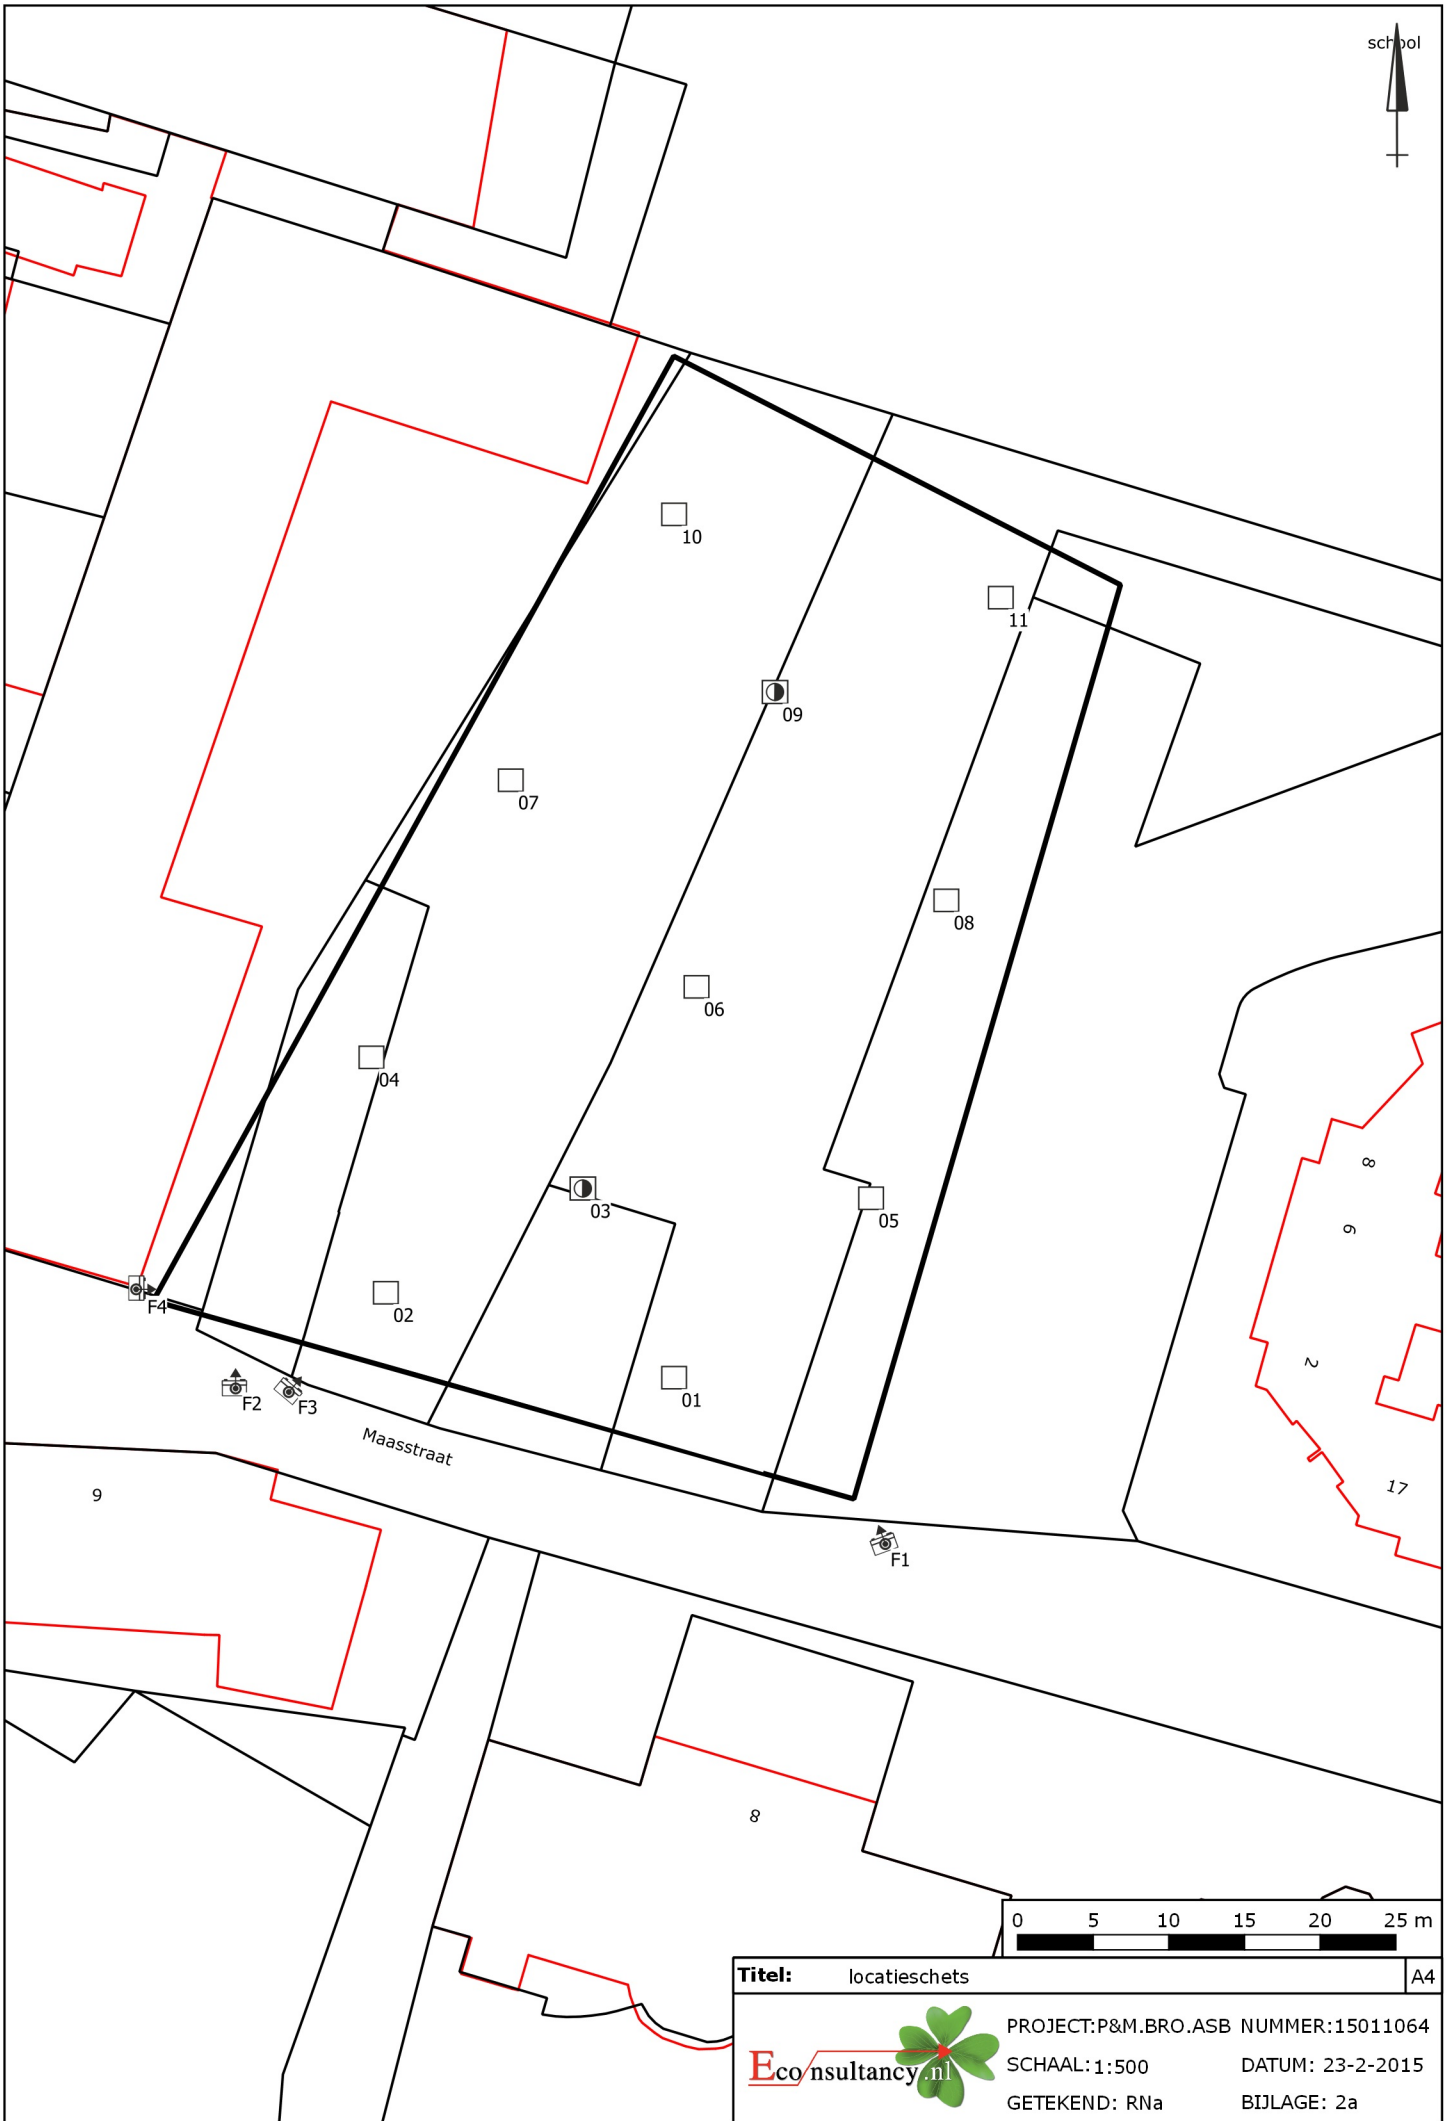 school
10
11
09
07
08
06
04
03
05
02
F4
01
F2
F3
Maasstraat
F1
8
6
2
17
9
8
0 5 10 15 20 25 m
Titel: locatieschets A4
Econsultancy.nl
PROJECT:P&M.BRO.ASB NUMMER:15011064
SCHAAL:1:500 DATUM: 23-2-2015
GETEKEND: RNa BIJLAGE: 2a